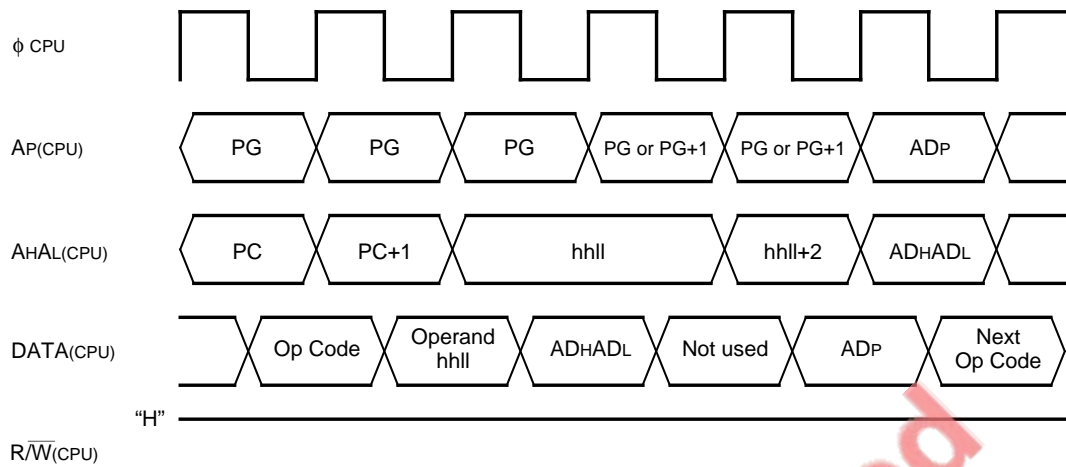 ϕ CPU
AP(CPU) PG PG PG PG or PG+1 PG or PG+1 ADP
AHAL(CPU) PC PC+1 hhll hhll+2 ADHADL
DATA(CPU) Op Code Operand hhll ADHADL Not used ADP Next Op Code
“H”
R/W̅(CPU)